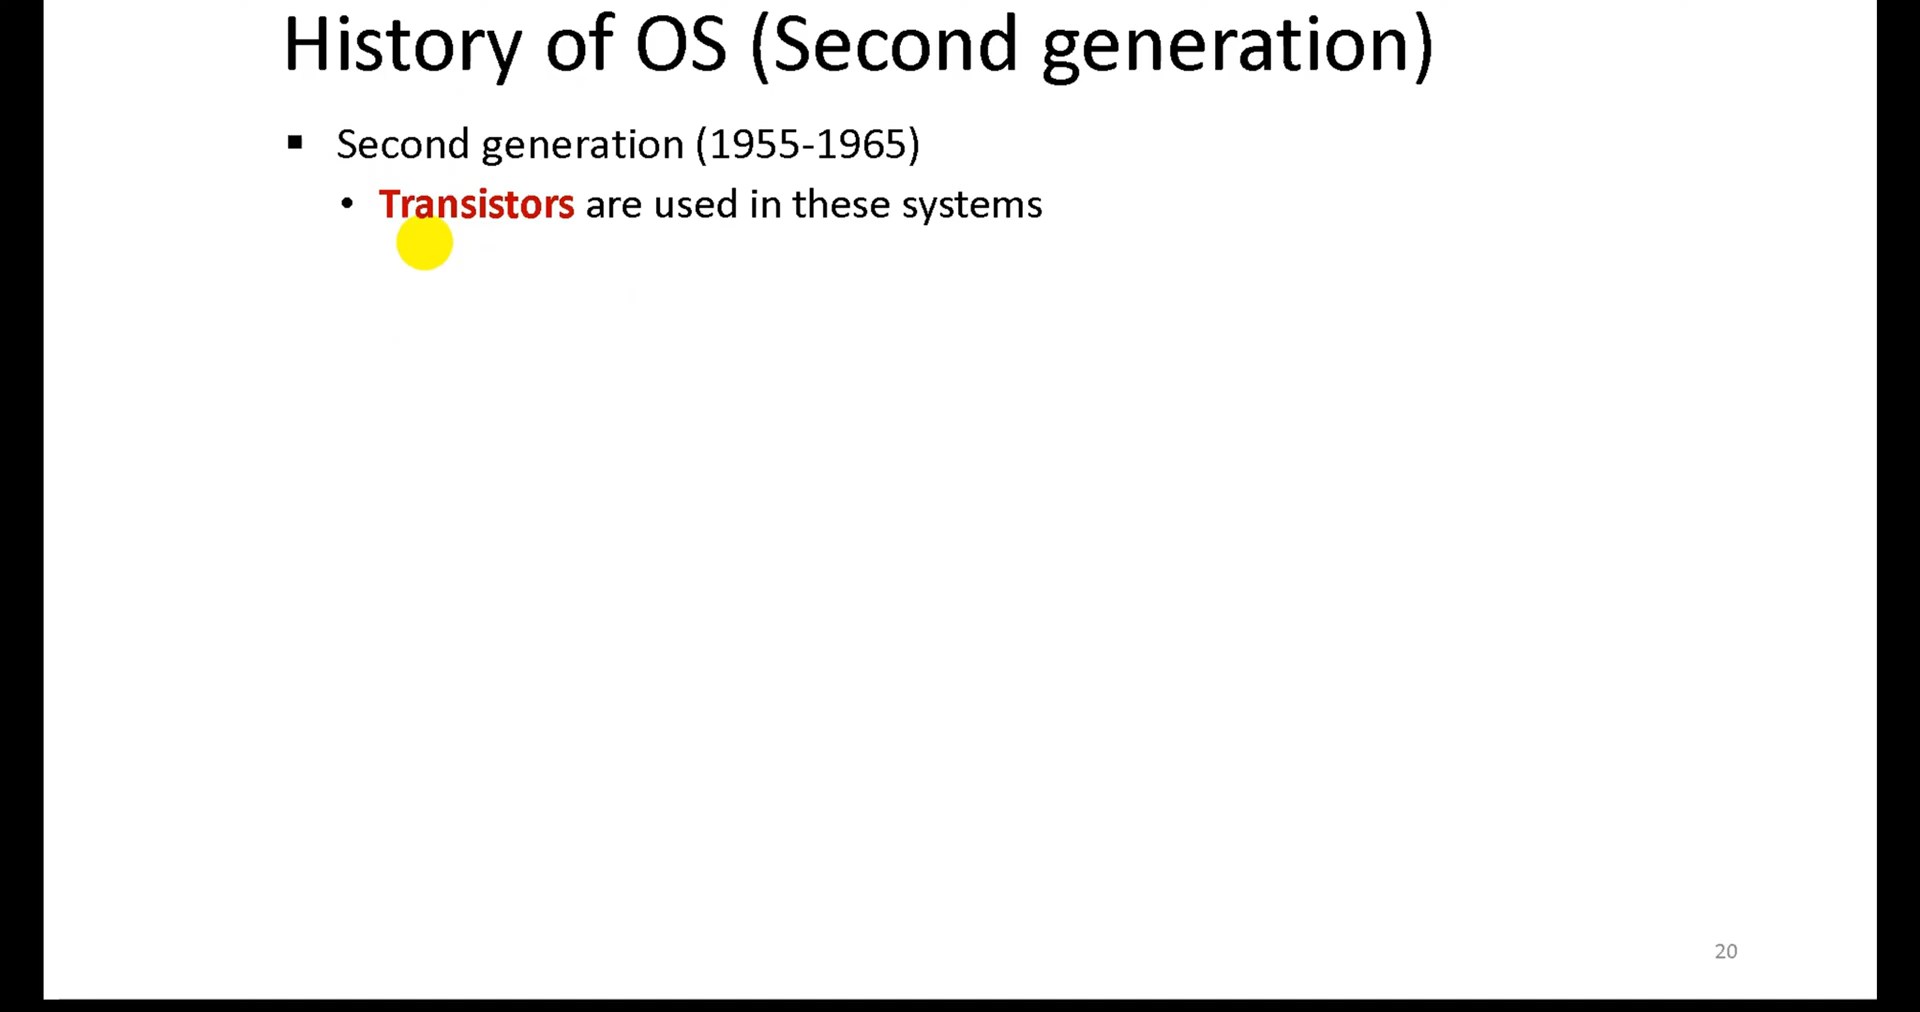 History of OS (Second generation)
▪ Second generation (1955-1965)
• Transistors are used in these systems
20